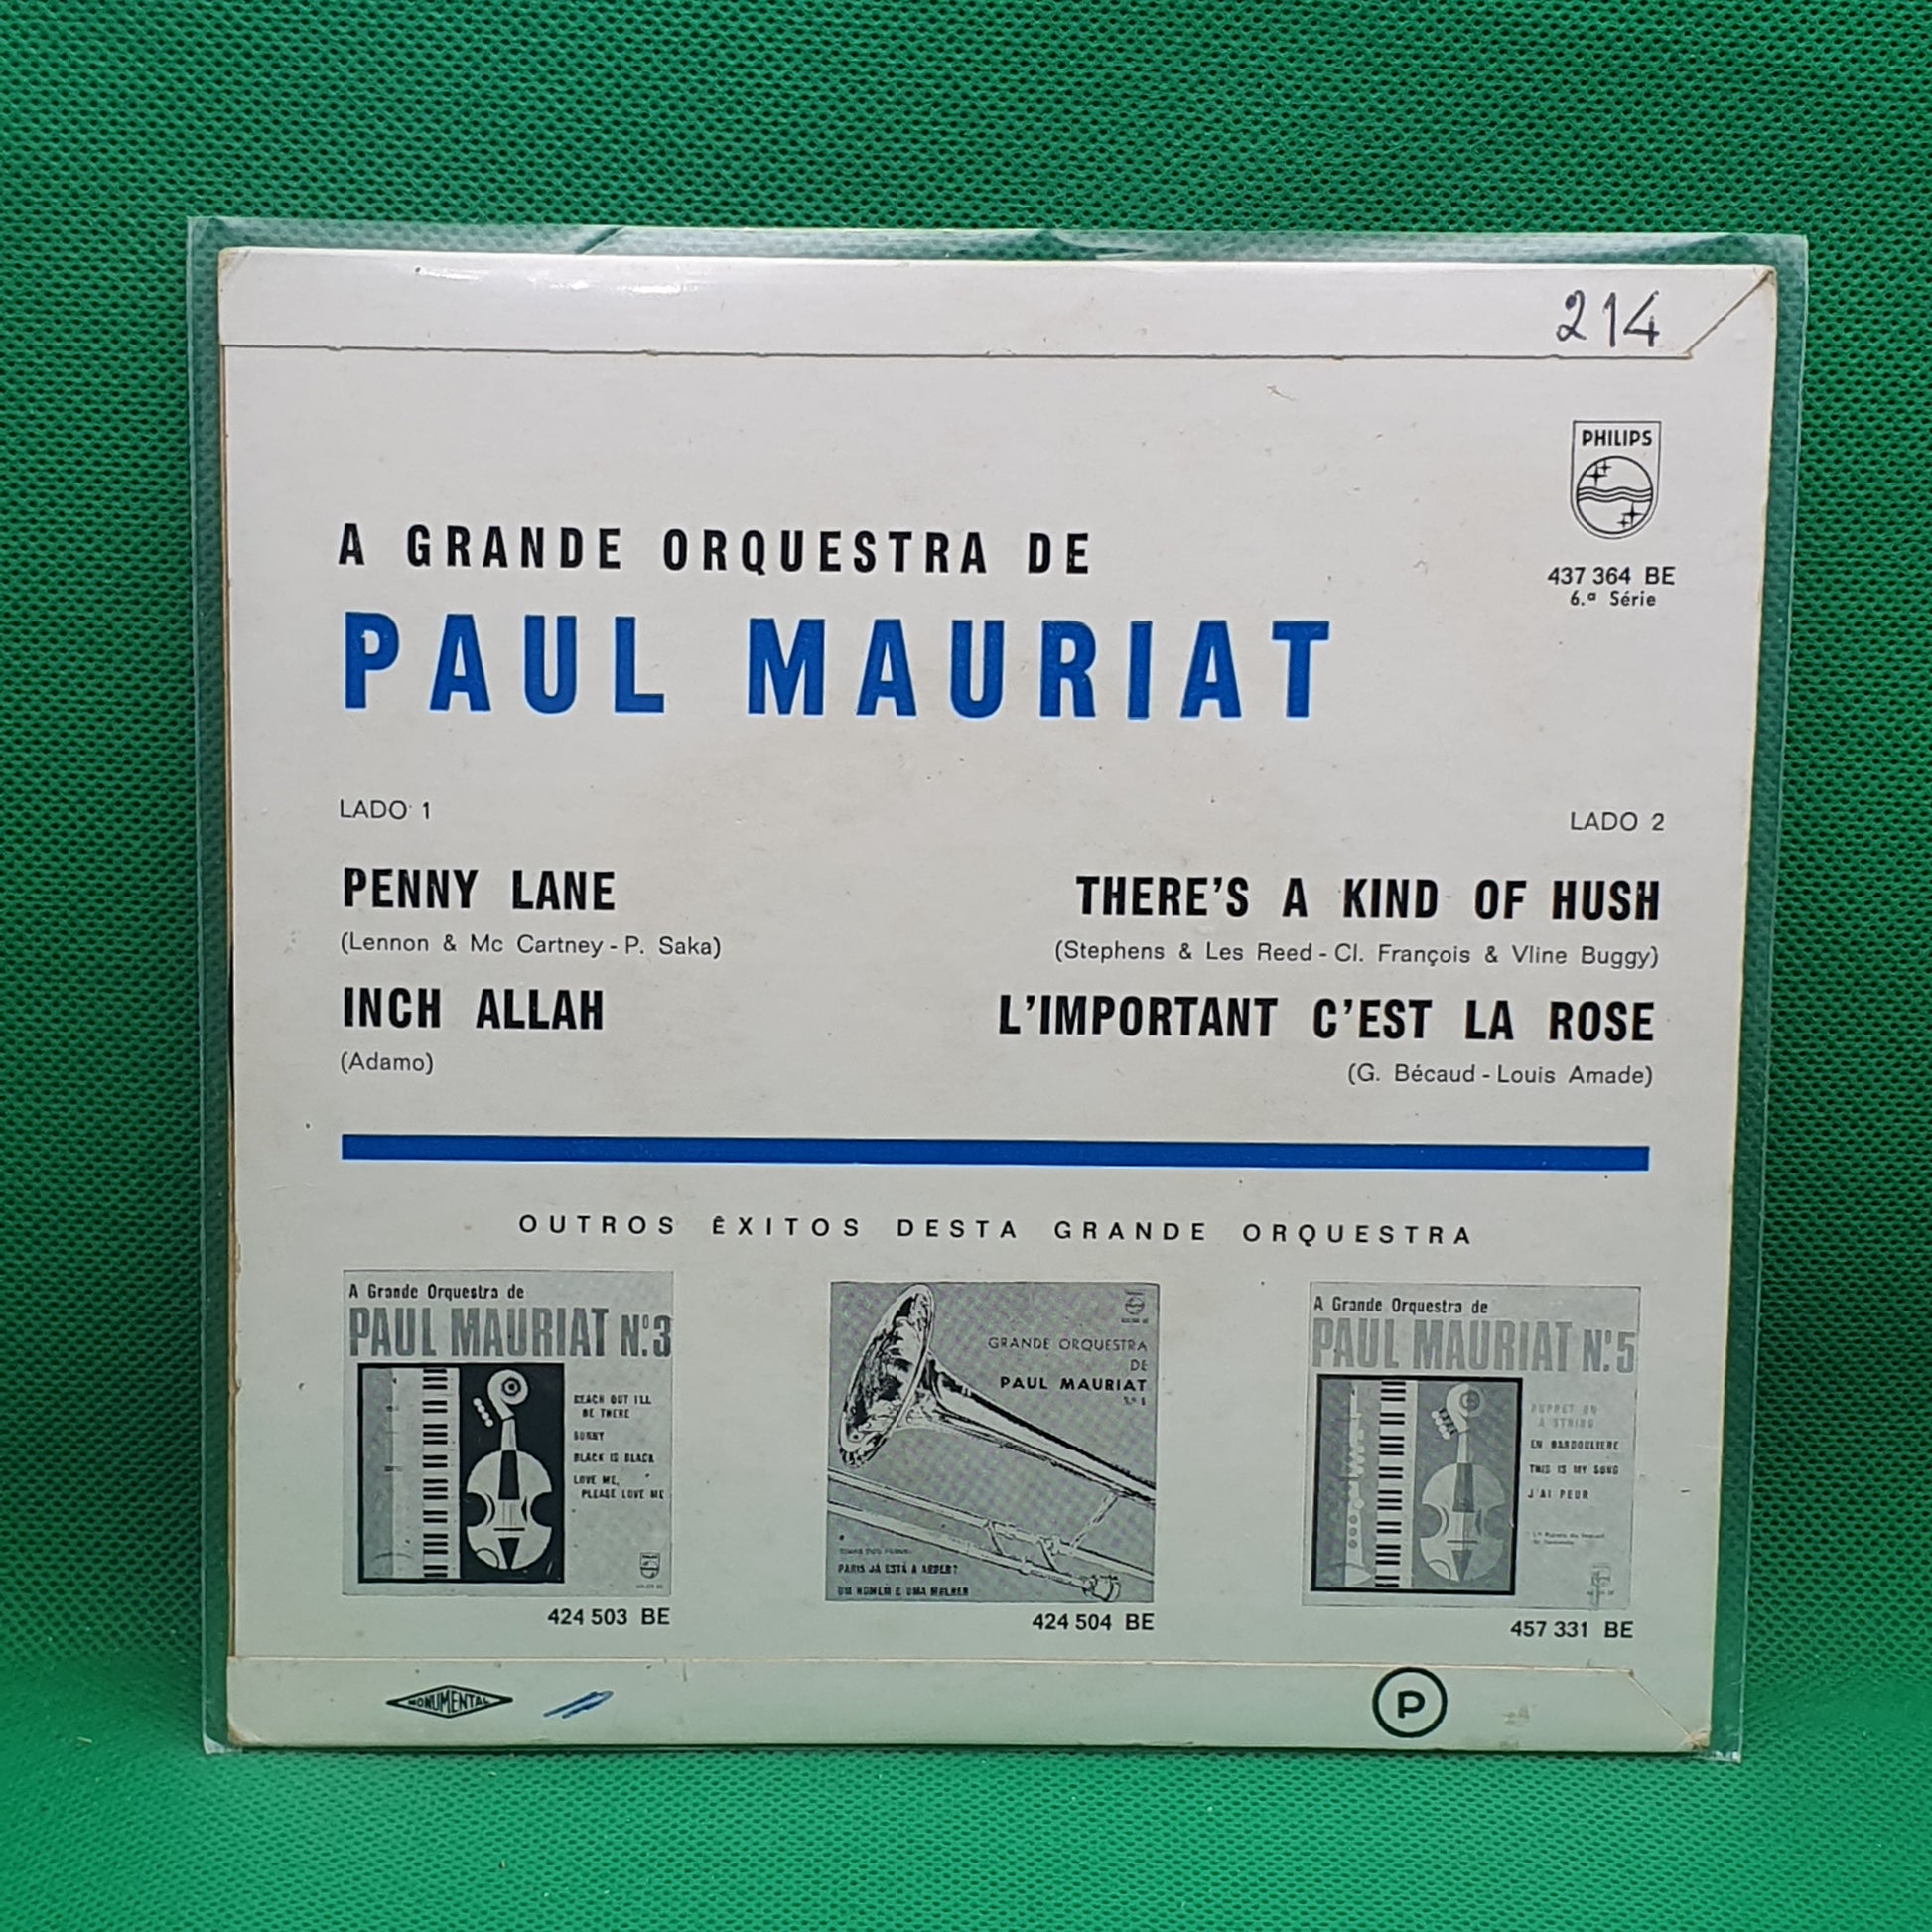 214
PHILIPS
437 364 BE
6.ª Série
A GRANDE ORQUESTRA DE
PAUL MAURIAT
LADO 1
PENNY LANE
(Lennon & Mc Cartney - P. Saka)
INCH ALLAH
(Adamo)
LADO 2
THERE'S A KIND OF HUSH
(Stephens & Les Reed - Cl. François & Vline Buggy)
L'IMPORTANT C'EST LA ROSE
(G. Bécaud - Louis Amade)
OUTROS ÊXITOS DESTA GRANDE ORQUESTRA
A Grande Orquestra de
PAUL MAURIAT N.º3
REACH OUT I'LL
BE THERE
SUNNY
BLACK IS BLACK
LOVE ME,
PLEASE LOVE ME
424 503 BE
GRANDE ORQUESTRA
DE
PAUL MAURIAT
PARIS JÁ ESTÁ A ARDER?
UM HOMEM E UMA MULHER
424 504 BE
A Grande Orquestra de
PAUL MAURIAT N.º5
PUPPET ON
A STRING
EN BANDOULIERE
THIS IS MY SONG
J'AI PEUR
457 331 BE
MONUMENTAL
P